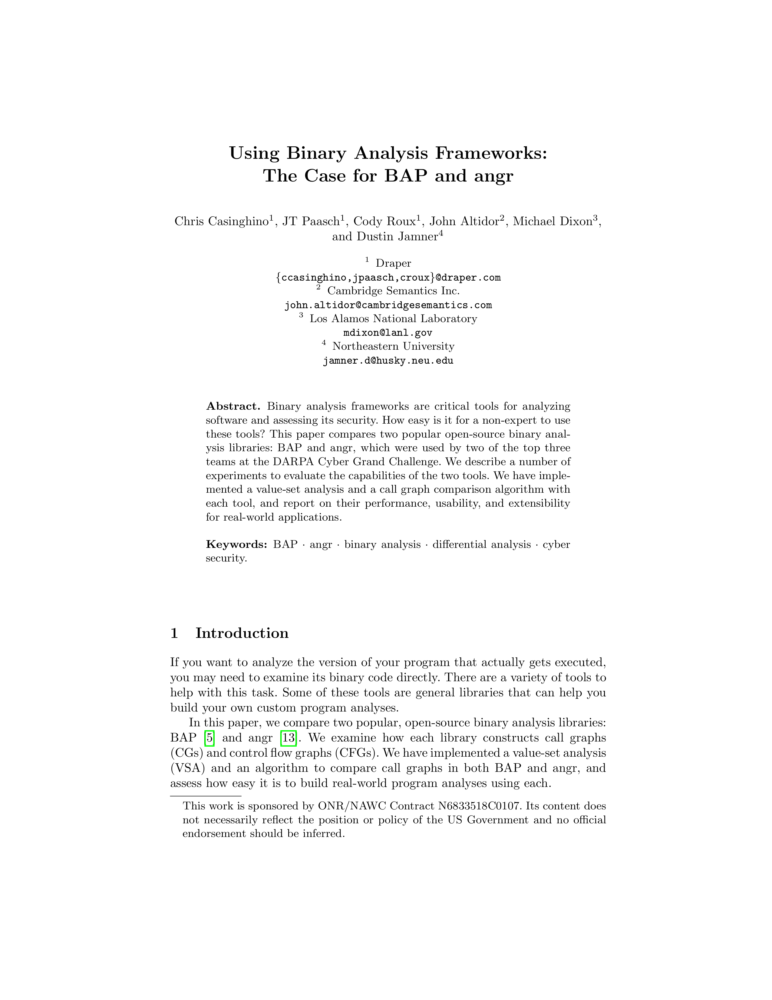 Using Binary Analysis Frameworks:
The Case for BAP and angr
Chris Casinghino1, JT Paasch1, Cody Roux1, John Altidor2, Michael Dixon3,
and Dustin Jamner4
1 Draper
{ccasinghino,jpaasch,croux}@draper.com
2 Cambridge Semantics Inc.
john.altidor@cambridgesemantics.com
3 Los Alamos National Laboratory
mdixon@lanl.gov
4 Northeastern University
jamner.d@husky.neu.edu
Abstract. Binary analysis frameworks are critical tools for analyzing
software and assessing its security. How easy is it for a non-expert to use
these tools? This paper compares two popular open-source binary anal-
ysis libraries: BAP and angr, which were used by two of the top three
teams at the DARPA Cyber Grand Challenge. We describe a number of
experiments to evaluate the capabilities of the two tools. We have imple-
mented a value-set analysis and a call graph comparison algorithm with
each tool, and report on their performance, usability, and extensibility
for real-world applications.
Keywords: BAP · angr · binary analysis · differential analysis · cyber
security.
1 Introduction
If you want to analyze the version of your program that actually gets executed,
you may need to examine its binary code directly. There are a variety of tools to
help with this task. Some of these tools are general libraries that can help you
build your own custom program analyses.
In this paper, we compare two popular, open-source binary analysis libraries:
BAP [5] and angr [13]. We examine how each library constructs call graphs
(CGs) and control flow graphs (CFGs). We have implemented a value-set analysis
(VSA) and an algorithm to compare call graphs in both BAP and angr, and
assess how easy it is to build real-world program analyses using each.
This work is sponsored by ONR/NAWC Contract N6833518C0107. Its content does
not necessarily reflect the position or policy of the US Government and no official
endorsement should be inferred.